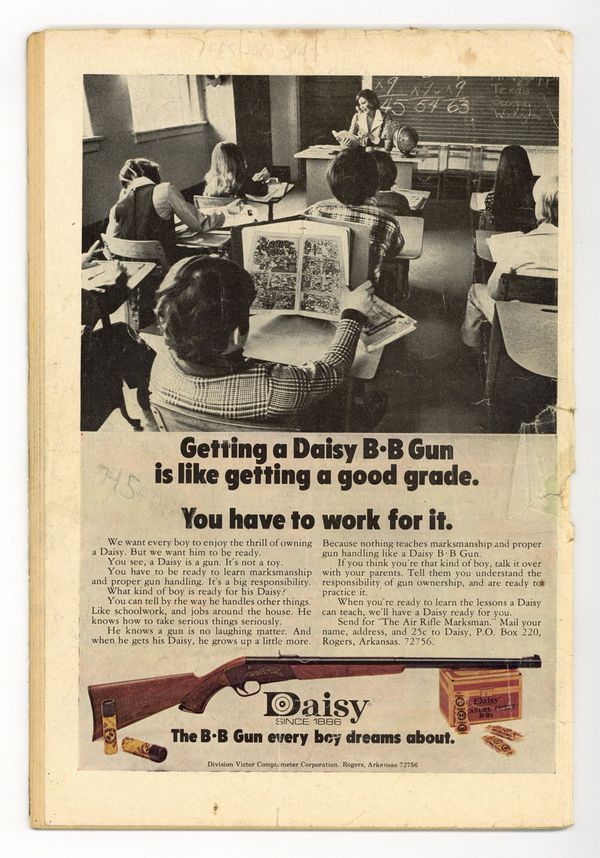 x9 x9 x9
45 54 63
Texas
Georgia
Washington
Getting a Daisy B·B Gun
is like getting a good grade.
You have to work for it.
We want every boy to enjoy the thrill of owning
a Daisy. But we want him to be ready.
You see, a Daisy is a gun. It's not a toy.
You have to be ready to learn marksmanship
and proper gun handling. It's a big responsibility.
What kind of boy is ready for his Daisy?
You can tell by the way he handles other things.
Like schoolwork, and jobs around the house. He
knows how to take serious things seriously.
He knows a gun is no laughing matter. And
when he gets his Daisy, he grows up a little more.
Because nothing teaches marksmanship and proper
gun handling like a Daisy B·B Gun.
If you think you're that kind of boy, talk it over
with your parents. Tell them you understand the
responsibility of gun ownership, and are ready to
practice it.
When you're ready to learn the lessons a Daisy
can teach, we'll have a Daisy ready for you.
Send for "The Air Rifle Marksman." Mail your
name, address, and 25c to Daisy, P.O. Box 220,
Rogers, Arkansas. 72756.
Daisy
SINCE 1886
Daisy
The B·B Gun every boy dreams about.
Division Victor Comptometer Corporation. Rogers, Arkansas 72756